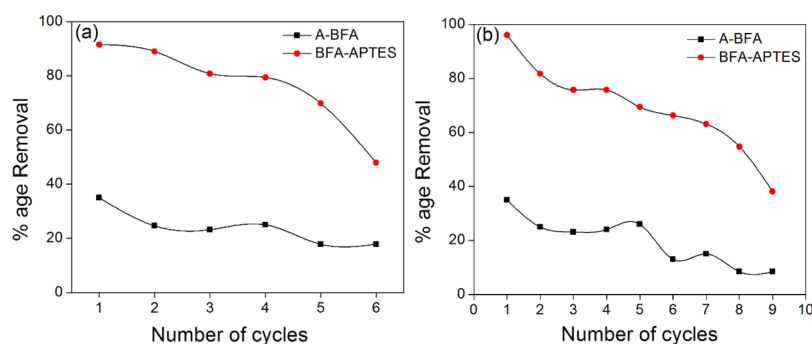 (a)
A-BFA
BFA-APTES
% age Removal
100
80
60
40
20
0
1 2 3 4 5 6
Number of cycles
(b)
A-BFA
BFA-APTES
% age Removal
100
80
60
40
20
0
0 1 2 3 4 5 6 7 8 9 10
Number of cycles